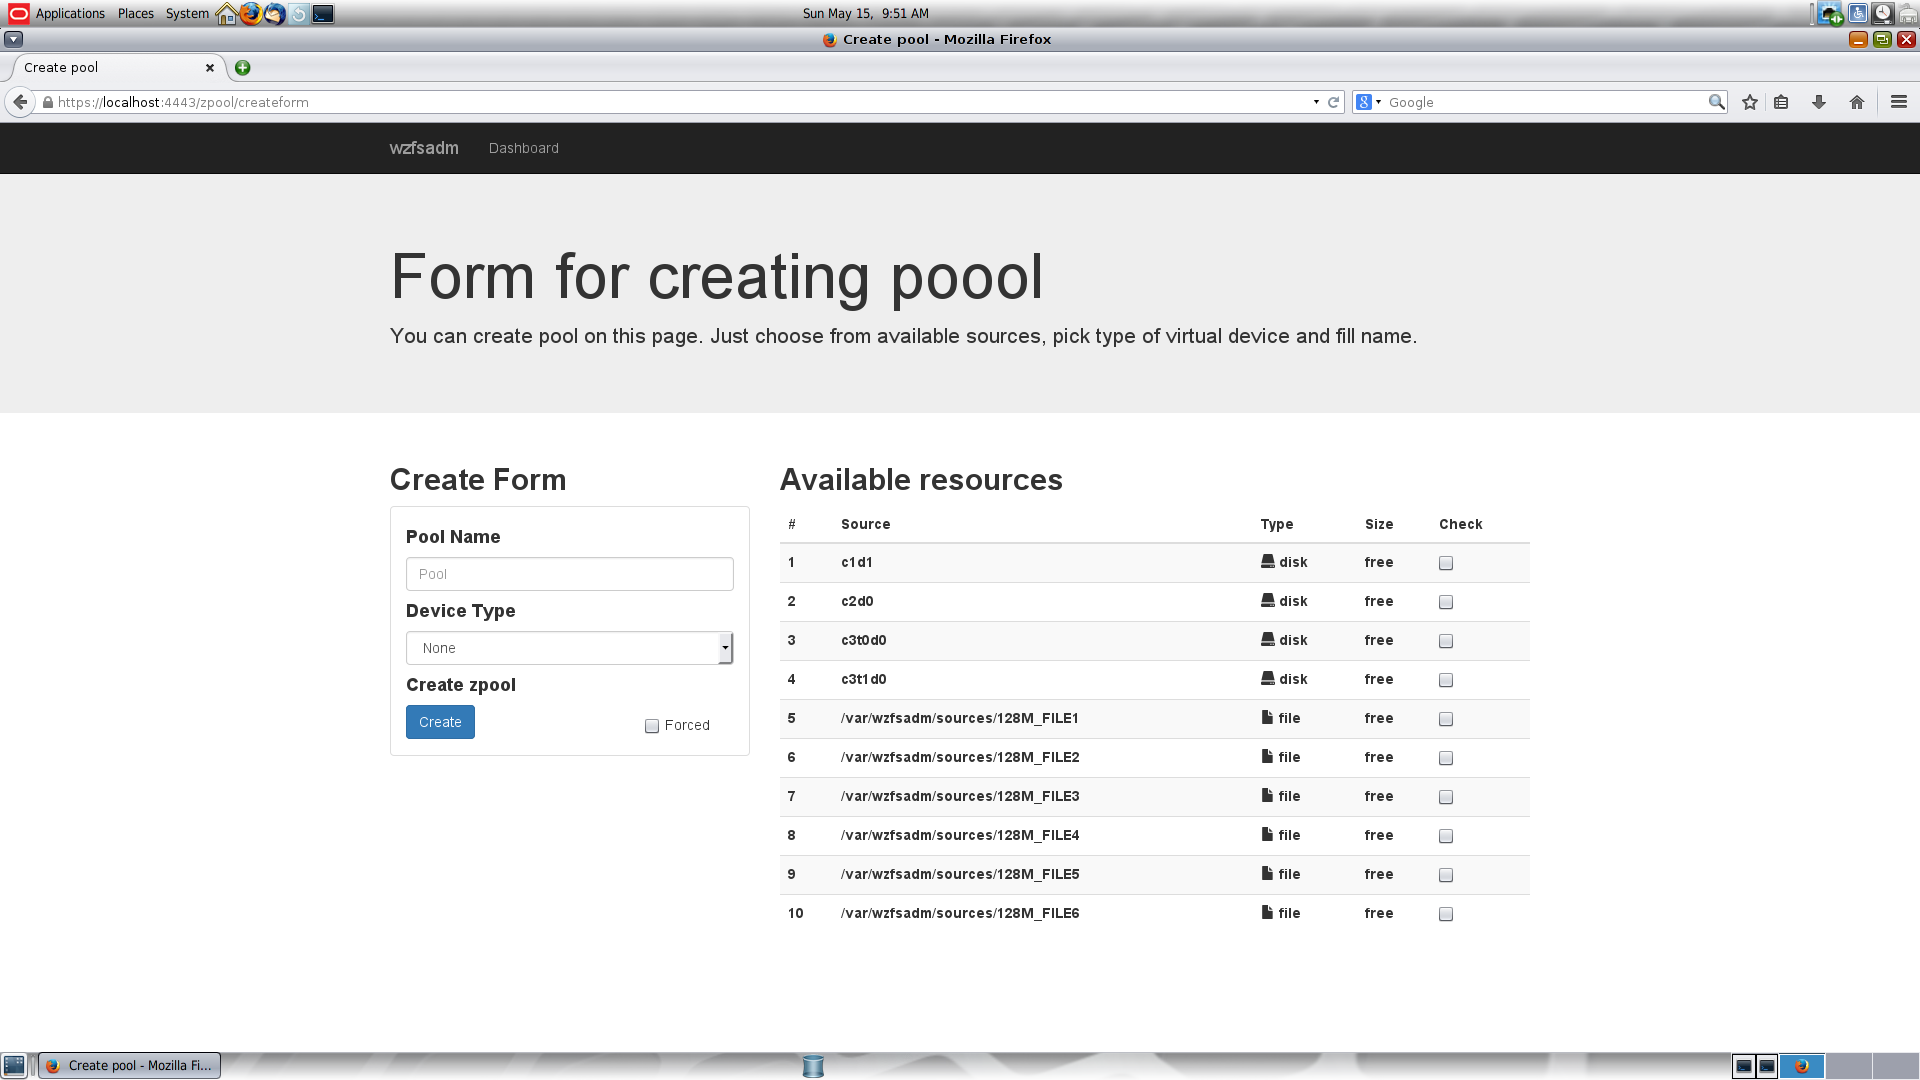 Applications Places System
Sun May 15, 9:51 AM
Create pool - Mozilla Firefox
Create pool
https://localhost:4443/zpool/createform
Google
wzfsadm Dashboard
Form for creating poool
You can create pool on this page. Just choose from available sources, pick type of virtual device and fill name.
Create Form
Pool Name
Pool
Device Type
None
Create zpool
Create Forced
Available resources
# Source Type Size Check
1 c1d1 disk free
2 c2d0 disk free
3 c3t0d0 disk free
4 c3t1d0 disk free
5 /var/wzfsadm/sources/128M_FILE1 file free
6 /var/wzfsadm/sources/128M_FILE2 file free
7 /var/wzfsadm/sources/128M_FILE3 file free
8 /var/wzfsadm/sources/128M_FILE4 file free
9 /var/wzfsadm/sources/128M_FILE5 file free
10 /var/wzfsadm/sources/128M_FILE6 file free
Create pool - Mozilla Fi...